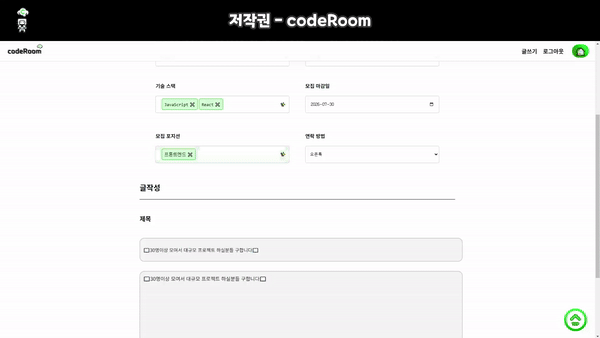 저작권 - codeRoom
codeRoom
글쓰기 로그아웃
기술 스택
모집 마감일
JavaScript
React
2026-07-30
모집 포지션
연락 방법
프론트엔드
오픈톡
글작성
제목
30명이상 모여서 대규모 프로젝트 하실분들 구합니다
30명이상 모여서 대규모 프로젝트 하실분들 구합니다